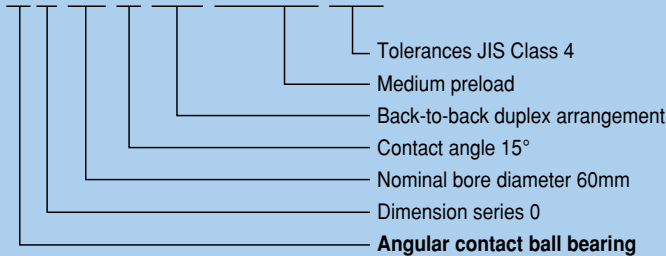 Tolerances JIS Class 4
Medium preload
Back-to-back duplex arrangement
Contact angle 15°
Nominal bore diameter 60mm
Dimension series 0
Angular contact ball bearing